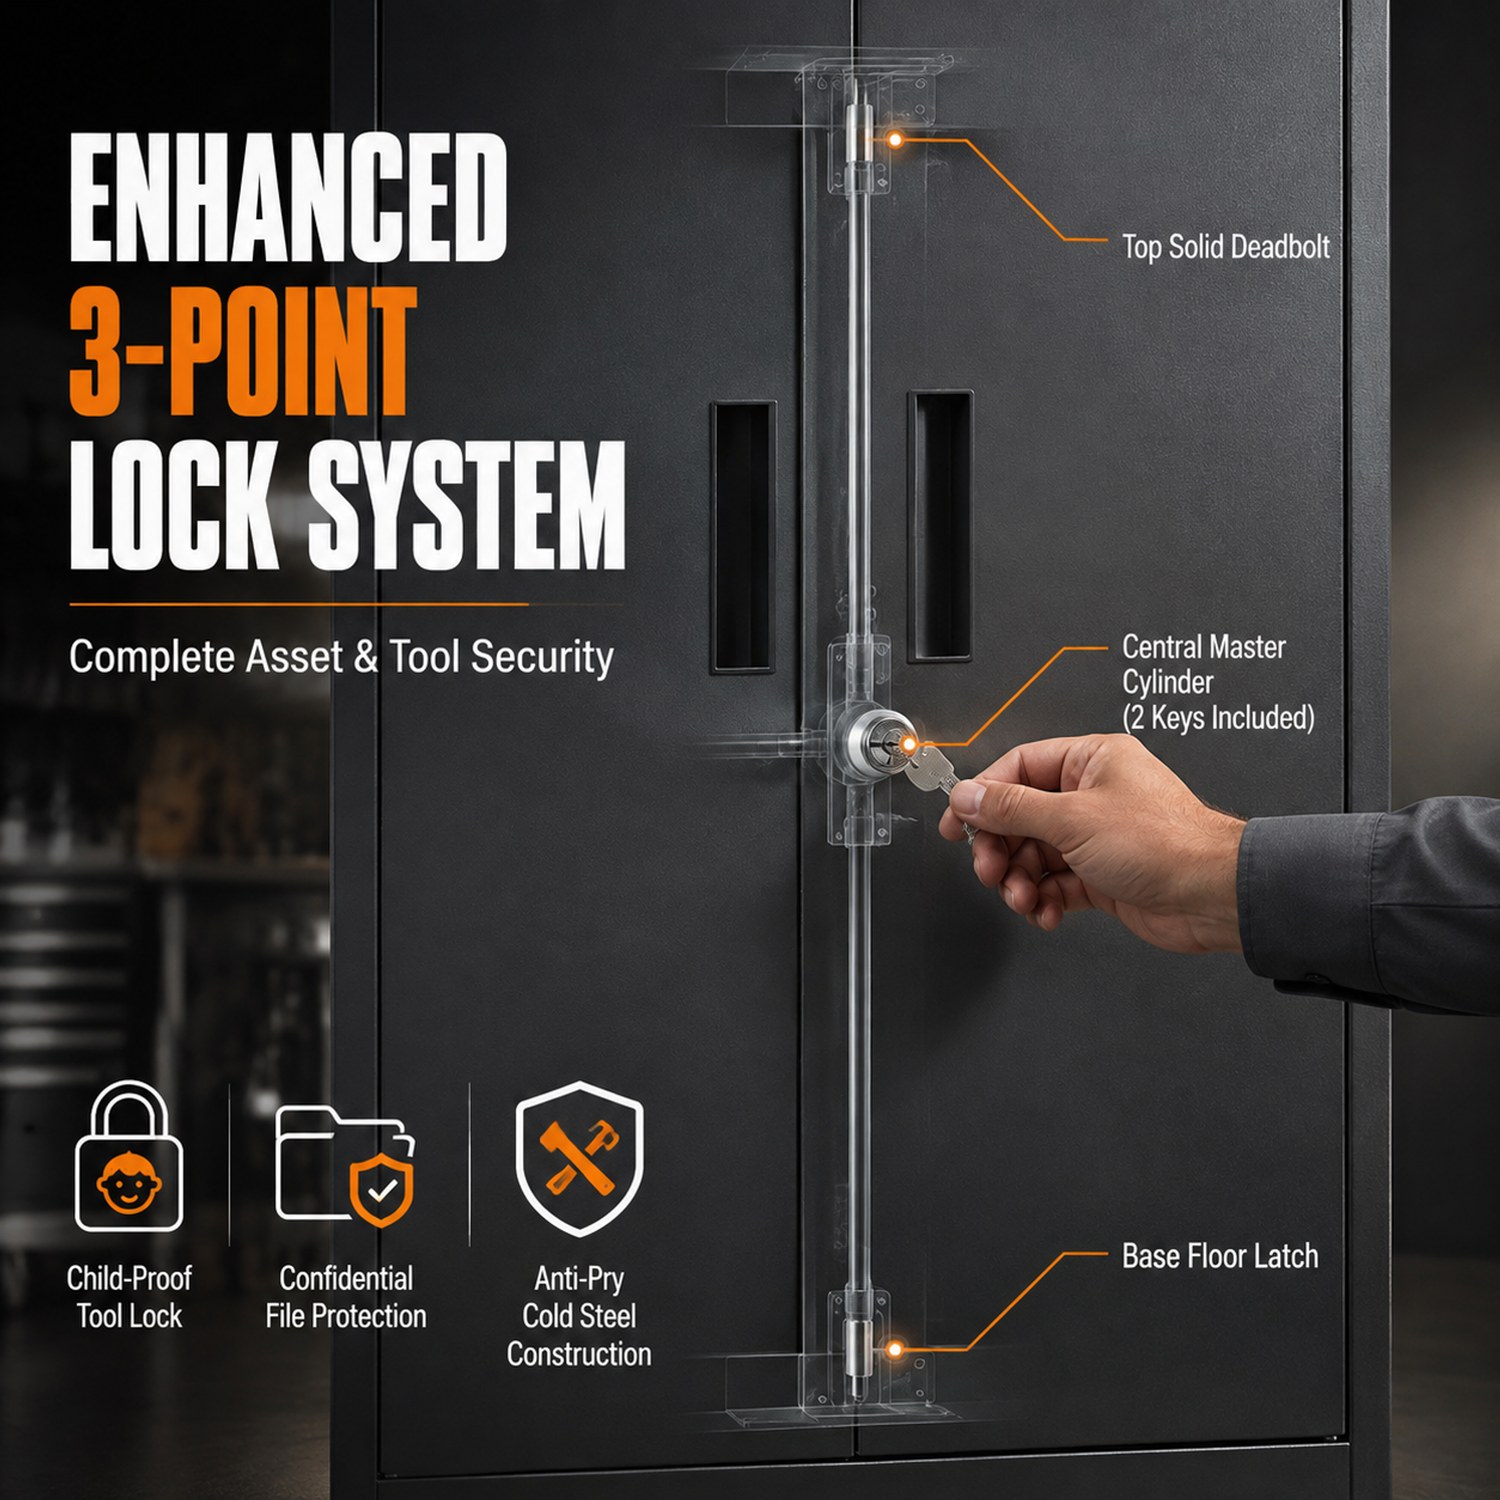 ENHANCED
3-POINT
LOCK SYSTEM
Complete Asset & Tool Security
Top Solid Deadbolt
Central Master
Cylinder
(2 Keys Included)
Base Floor Latch
Child-Proof
Tool Lock
Confidential
File Protection
Anti-Pry
Cold Steel
Construction